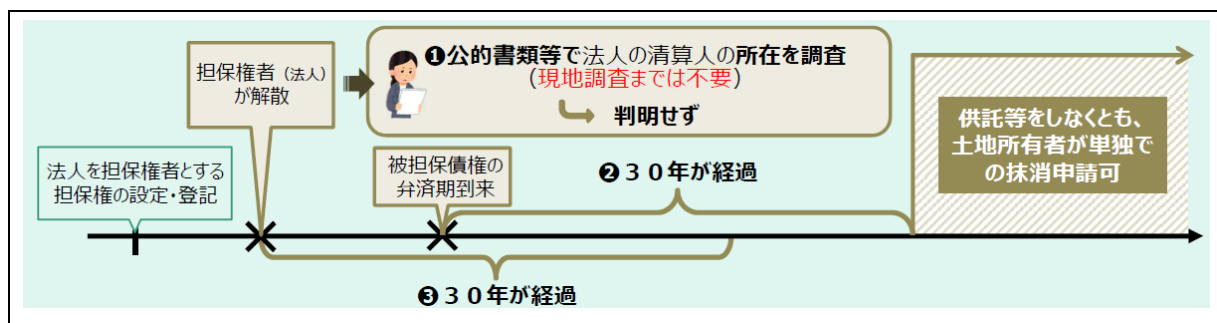 担保権者（法人）
が解散
❶公的書類等で法人の清算人の所在を調査
（現地調査までは不要）
判明せず
法人を担保権者とする
担保権の設定・登記
被担保債権の
弁済期到来
❷３０年が経過
供託等をしなくとも、
土地所有者が単独で
の抹消申請可
❸３０年が経過